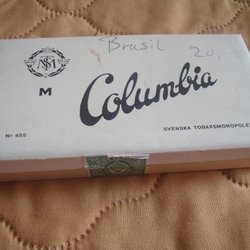 Brasil 20,-
M
Columbia
Nr 455
SVENSKA TOBAKSMONOPOLET